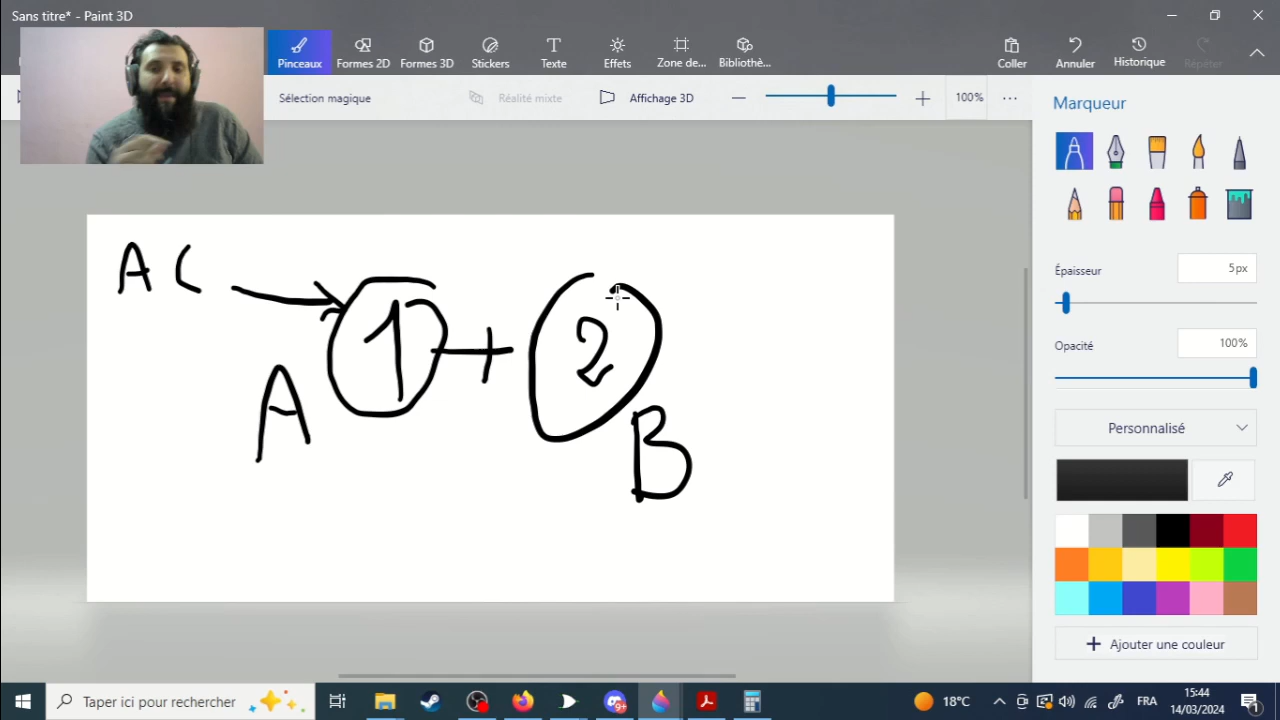 Sans titre* - Paint 3D
Pinceaux
Formes 2D
Formes 3D
Stickers
Texte
Effets
Zone de...
Bibliothè...
Coller
Annuler
Historique
Répéter
Sélection magique
Réalité mixte
Affichage 3D
100%
Marqueur
Épaisseur
5px
Opacité
100%
Personnalisé
Ajouter une couleur
A C
1 + 2
A
B
Taper ici pour rechercher
9+
18°C
FRA
15:44
14/03/2024
1